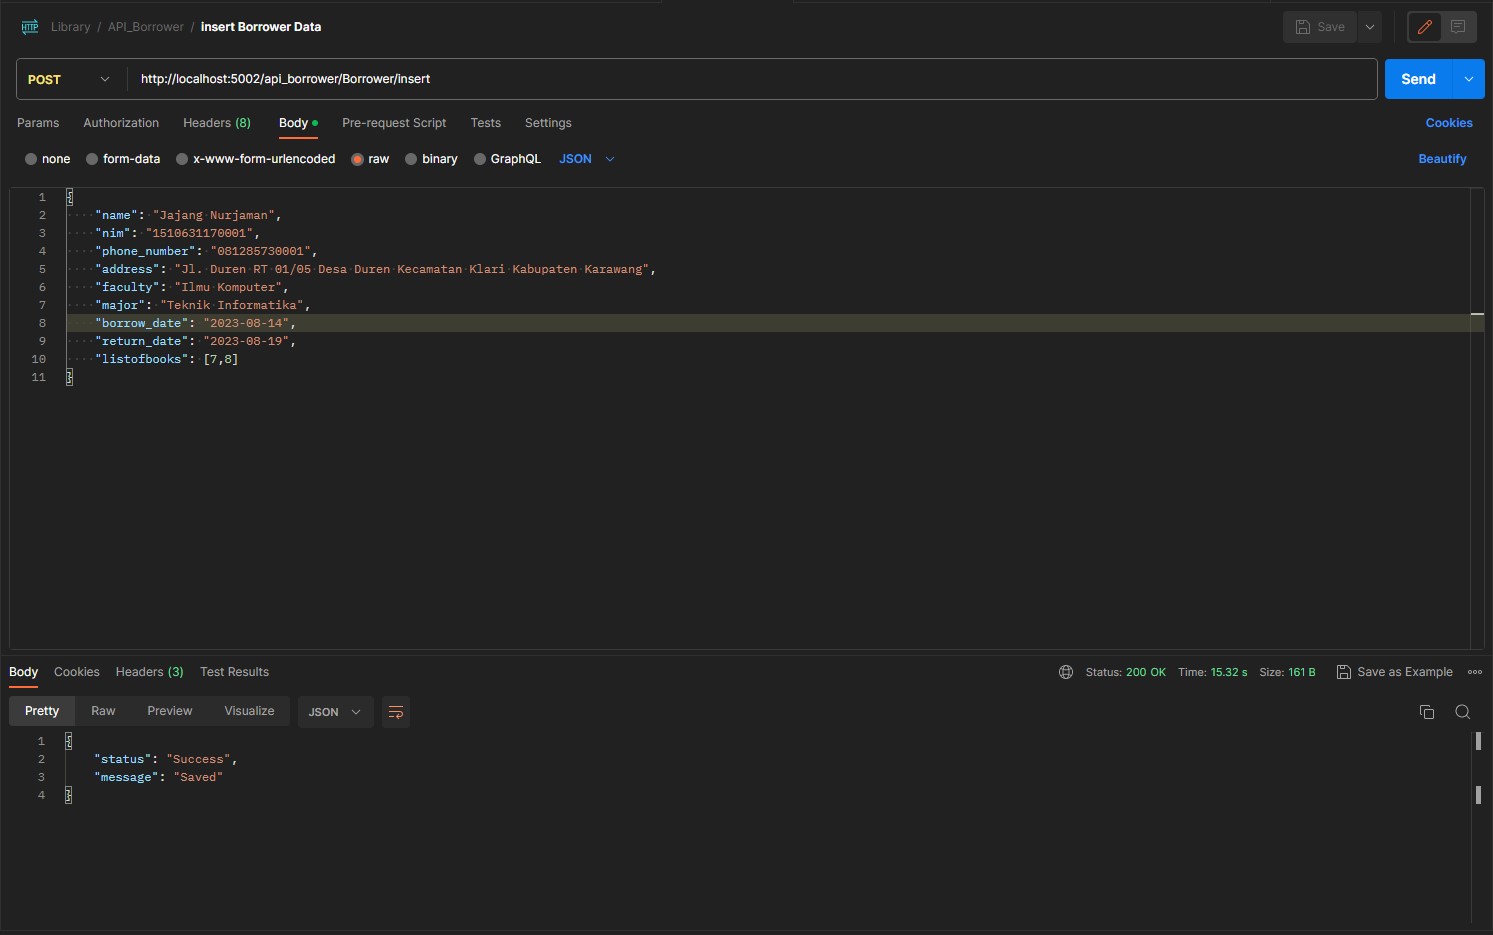 HTTP Library / API_Borrower / insert Borrower Data Save
POST http://localhost:5002/api_borrower/Borrower/insert Send
Params Authorization Headers (8) Body Pre-request Script Tests Settings Cookies
none form-data x-www-form-urlencoded raw binary GraphQL JSON Beautify
1 {
2 "name": "Jajang Nurjaman",
3 "nim": "1510631170001",
4 "phone_number": "081285730001",
5 "address": "Jl. Duren RT 01/05 Desa Duren Kecamatan Klari Kabupaten Karawang",
6 "faculty": "Ilmu Komputer",
7 "major": "Teknik Informatika",
8 "borrow_date": "2023-08-14",
9 "return_date": "2023-08-19",
10 "listofbooks": [7,8]
11 }
Body Cookies Headers (3) Test Results Status: 200 OK Time: 15.32 s Size: 161 B Save as Example
Pretty Raw Preview Visualize JSON
1 {
2 "status": "Success",
3 "message": "Saved"
4 }